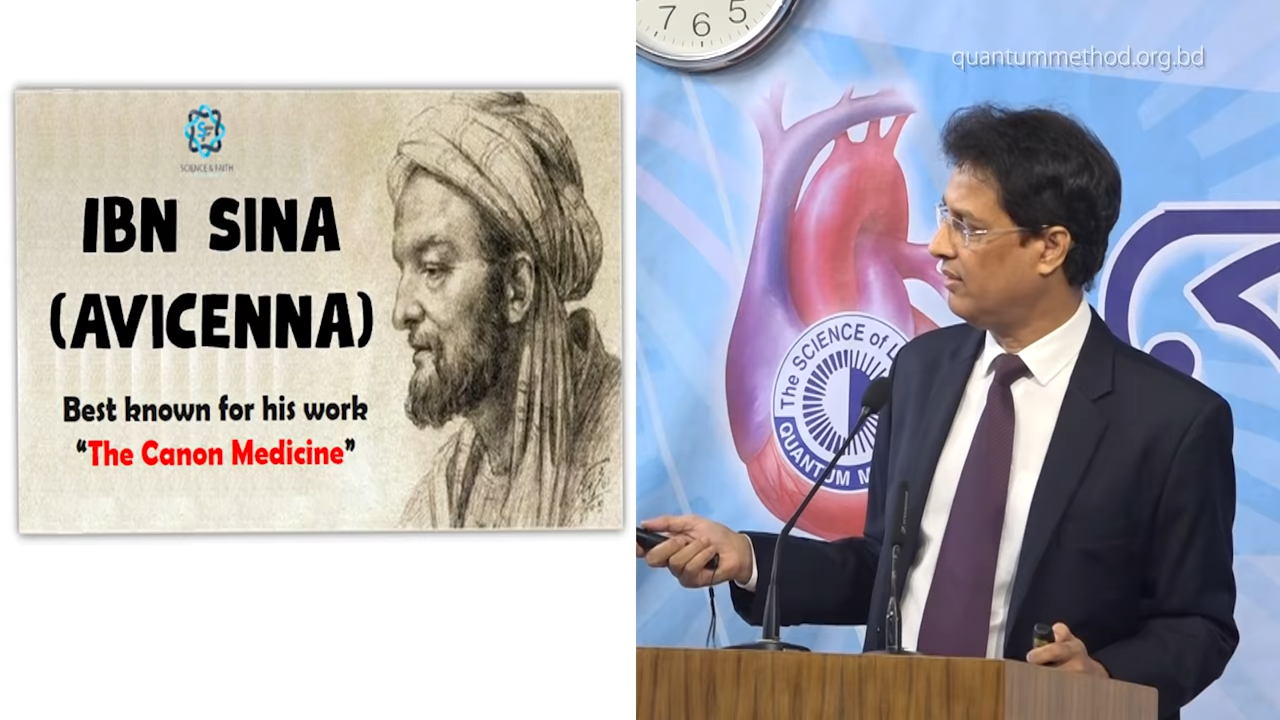 SCIENCE & FAITH
IBN SINA
(AVICENNA)
Best known for his work
“The Canon Medicine”
7 6 5
quantummethod.org.bd
The SCIENCE of L
QUANTUM M